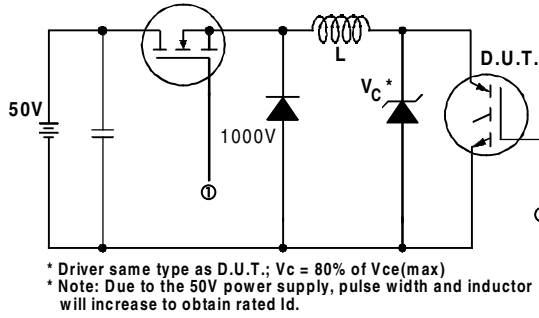 L
D.U.T.
V_C *
50V
1000V
①
* Driver same type as D.U.T.; Vc = 80% of Vce(max)
* Note: Due to the 50V power supply, pulse width and inductor
will increase to obtain rated Id.